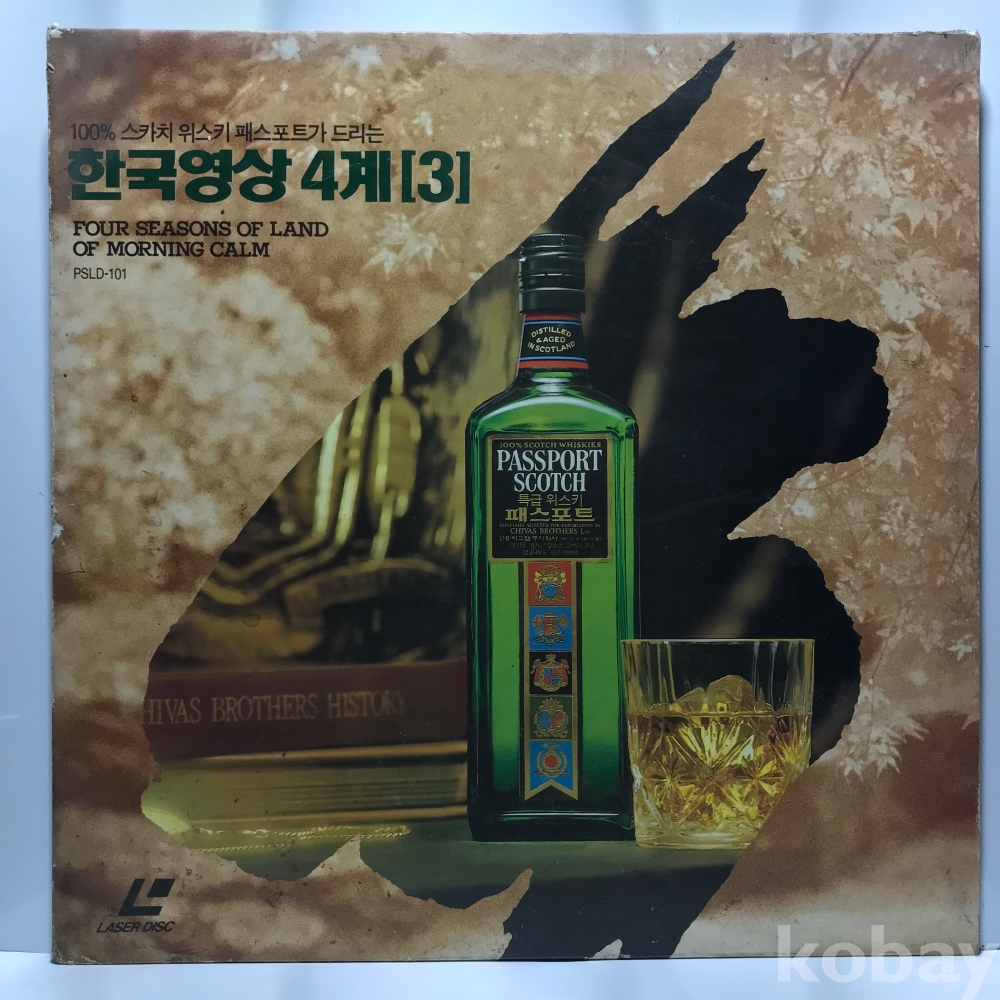 100% 스카치 위스키 패스포트가 드리는
한국영상 4계[3]
FOUR SEASONS OF LAND
OF MORNING CALM
PSLD-101
DISTILLED
& AGED
IN SCOTLAND
100% SCOTCH WHISKIES
PASSPORT
SCOTCH
특급 위스키
패스포트
CHIVAS BROTHERS LTD
HIVAS BROTHERS HISTORY
LASER DISC
kobay